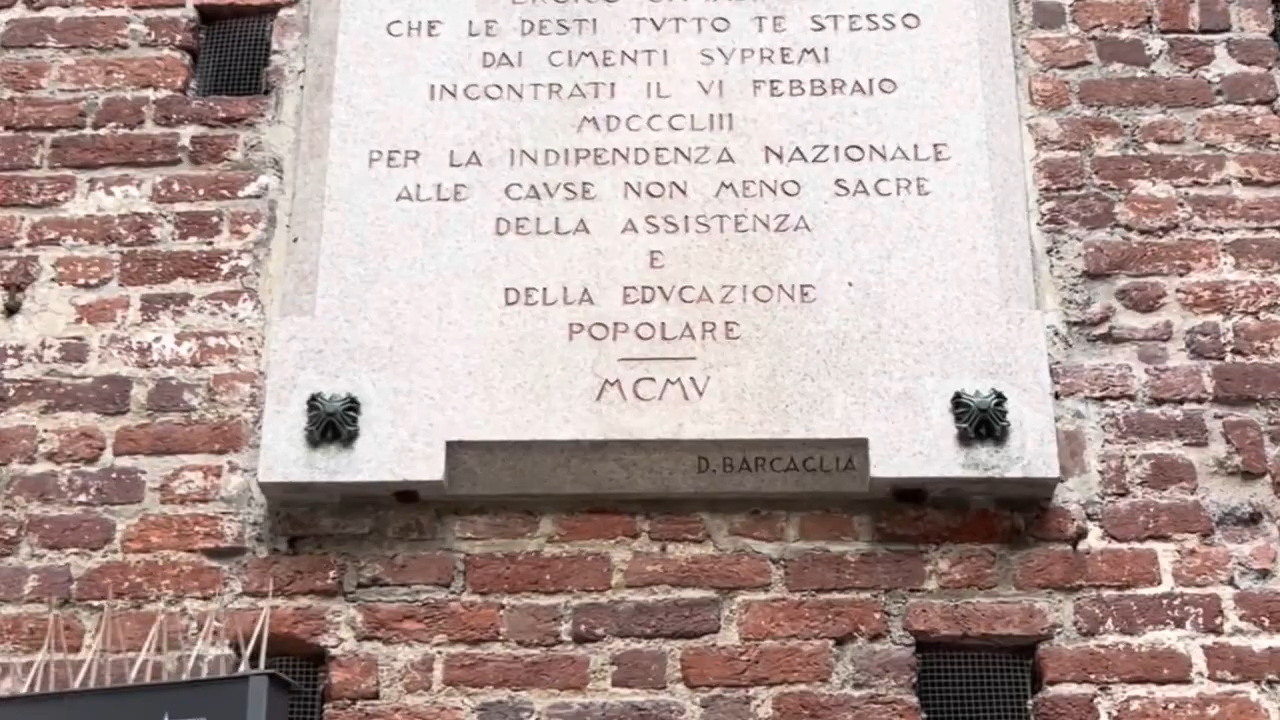 CHE LE DESTI TVTTO TE STESSO
DAI CIMENTI SVPREMI
INCONTRATI IL VI FEBBRAIO
MDCCCLIII
PER LA INDIPENDENZA NAZIONALE
ALLE CAVSE NON MENO SACRE
DELLA ASSISTENZA
E
DELLA EDVCAZIONE
POPOLARE
MCMV
D. BARCAGLIA